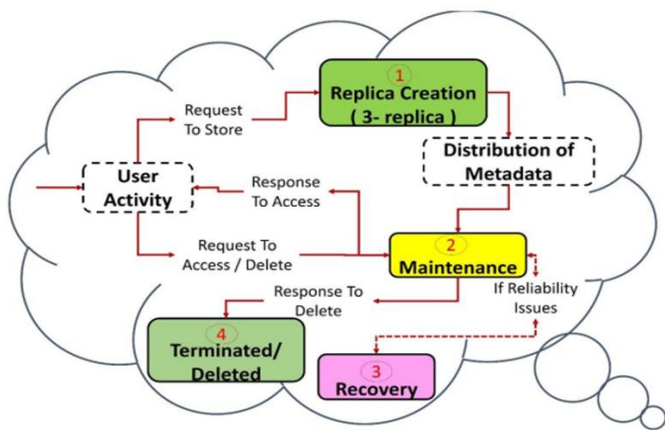 1
Replica Creation
( 3- replica )
Request
To Store
Distribution of
Metadata
User
Activity
Response
To Access
Request To
Access / Delete
2
Maintenance
If Reliability
Issues
Response To
Delete
4
Terminated/
Deleted
3
Recovery